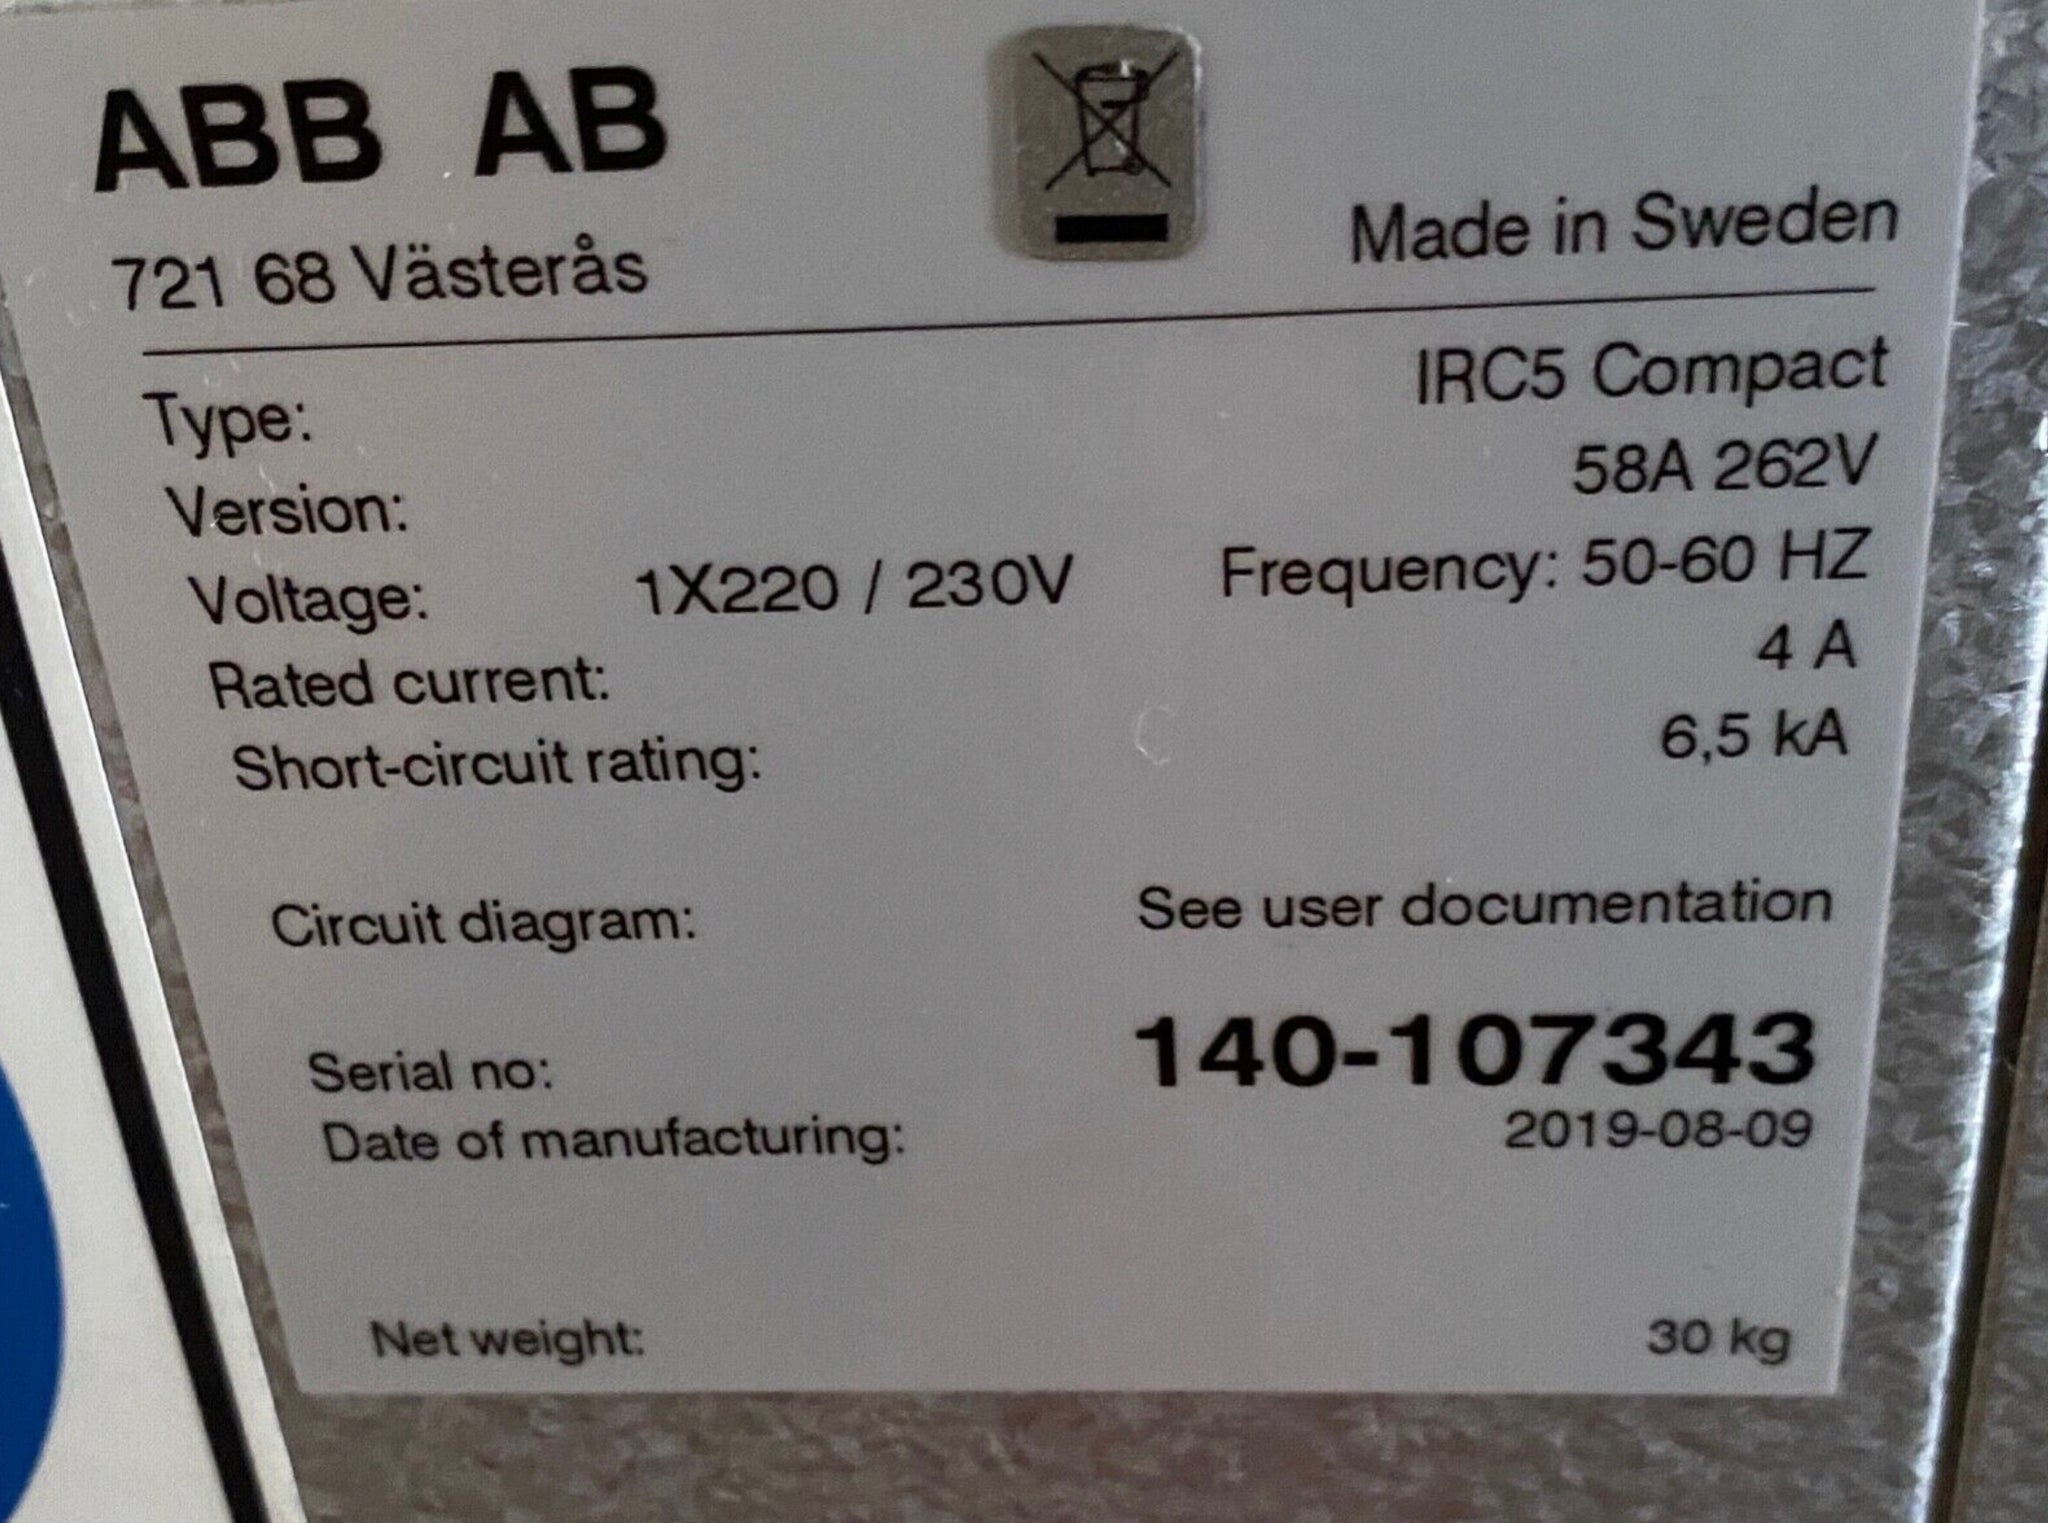 ABB AB
721 68 Västerås
Made in Sweden
Type: IRC5 Compact
Version: 58A 262V
Voltage: 1X220 / 230V Frequency: 50-60 HZ
Rated current: 4 A
Short-circuit rating: 6,5 kA
Circuit diagram: See user documentation
Serial no: 140-107343
Date of manufacturing: 2019-08-09
Net weight: 30 kg